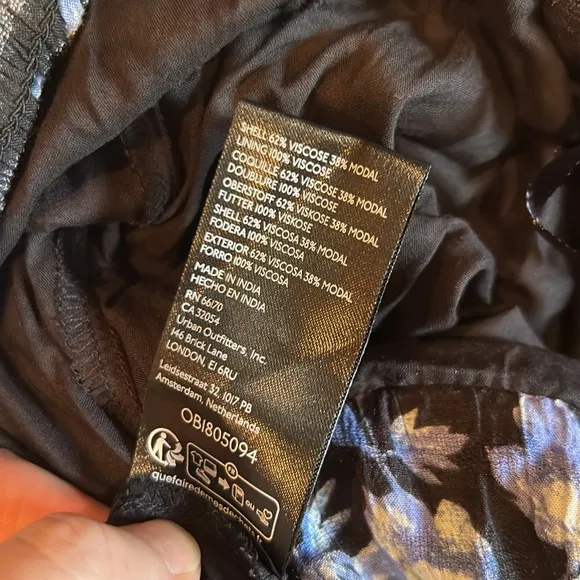 SHELL 62% VISCOSE 38% MODAL
LINING 100% VISCOSE
COQUILLE 62% VISCOSE 38% MODAL
DOUBLURE 100% VISCOSE
OBERSTOFF 62% VISKOSE 38% MODAL
FUTTER 100% VISKOSE
SHELL 62% VISCOSA 38% MODAL
FODERA 100% VISCOSA
EXTERIOR 62% VISCOSA 38% MODAL
FORRO 100% VISCOSA
MADE IN INDIA
HECHO EN INDIA
RN 66170
CA 32054
Urban Outfitters, Inc.
146 Brick Lane
LONDON, E1 6RU
Leidsestraat 32, 1017 PB
Amsterdam, Netherlands
OB1805094
FR
OU
quefairedemesdechets.fr